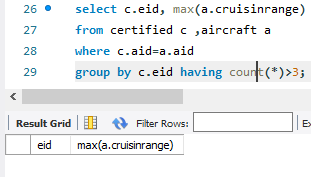 26 select c.eid, max(a.cruisinrange)
27 from certified c ,aircraft a
28 where c.aid=a.aid
29 group by c.eid having count(*)>3;
Result Grid Filter Rows: Ex
eid max(a.cruisinrange)